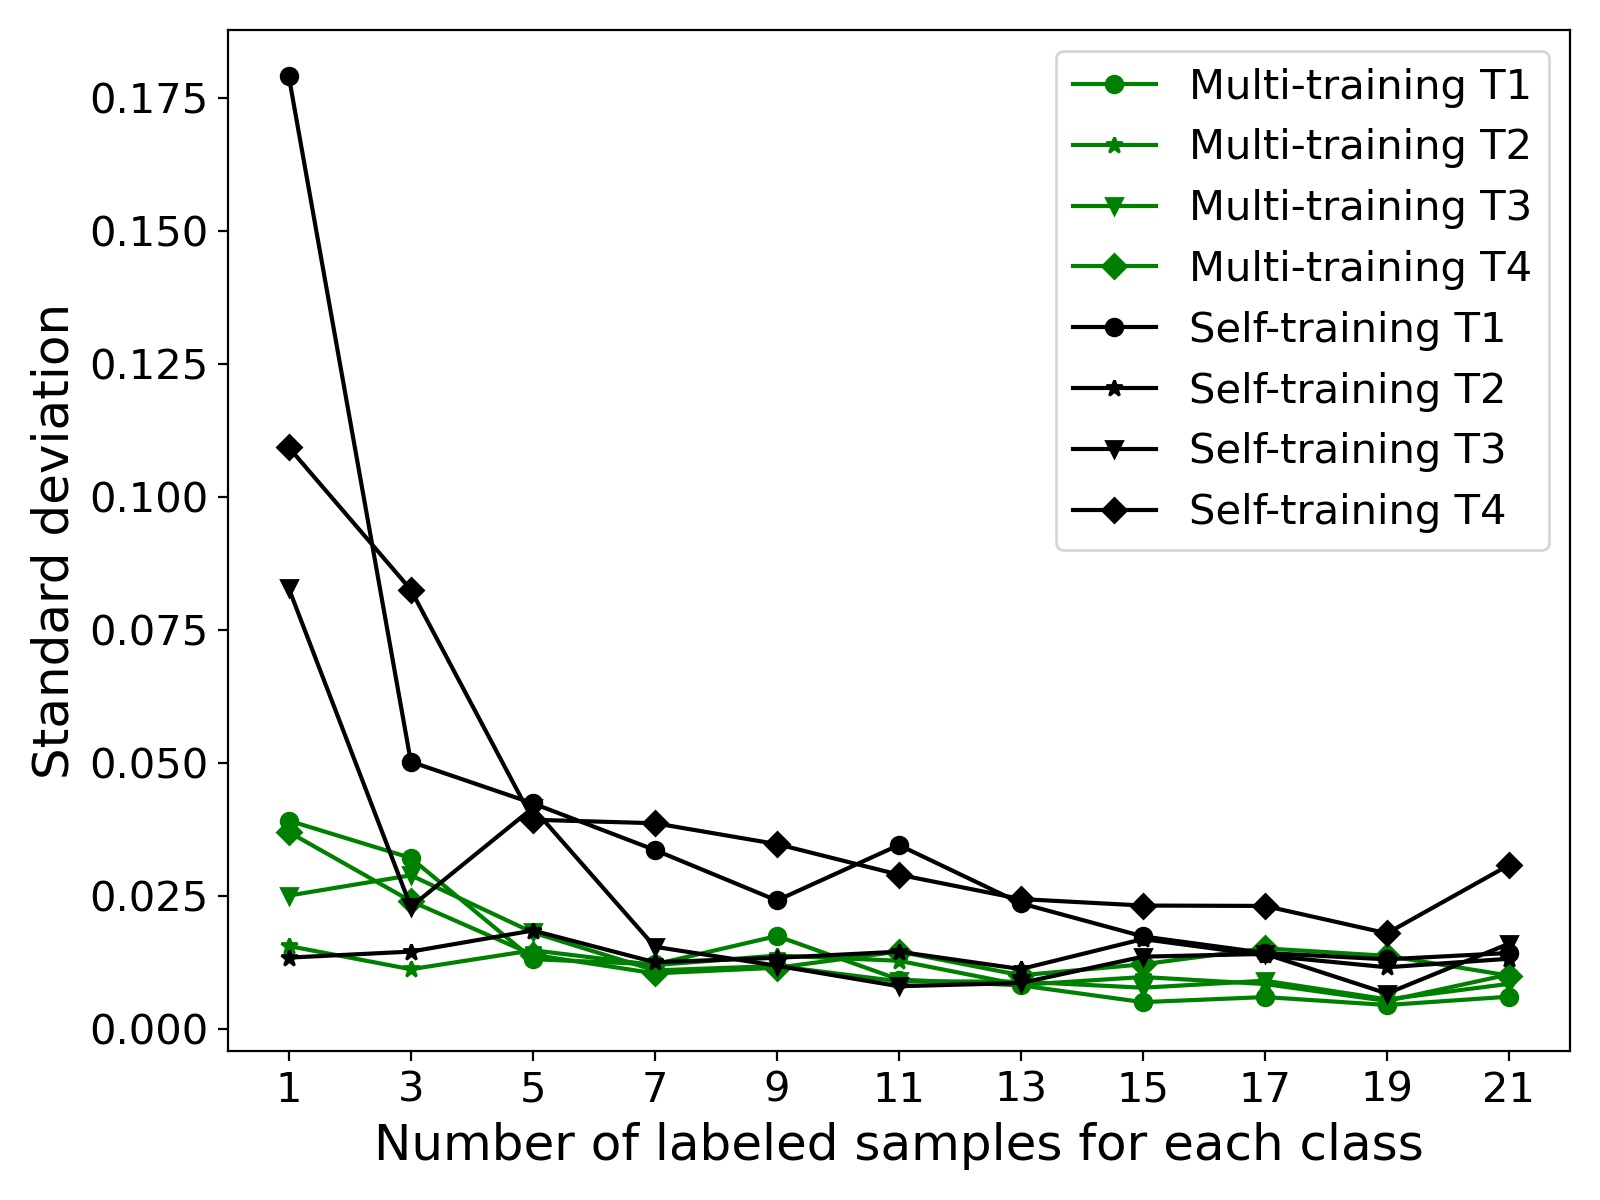 Standard deviation
0.175
0.150
0.125
0.100
0.075
0.050
0.025
0.000
Multi-training T1
Multi-training T2
Multi-training T3
Multi-training T4
Self-training T1
Self-training T2
Self-training T3
Self-training T4
1 3 5 7 9 11 13 15 17 19 21
Number of labeled samples for each class